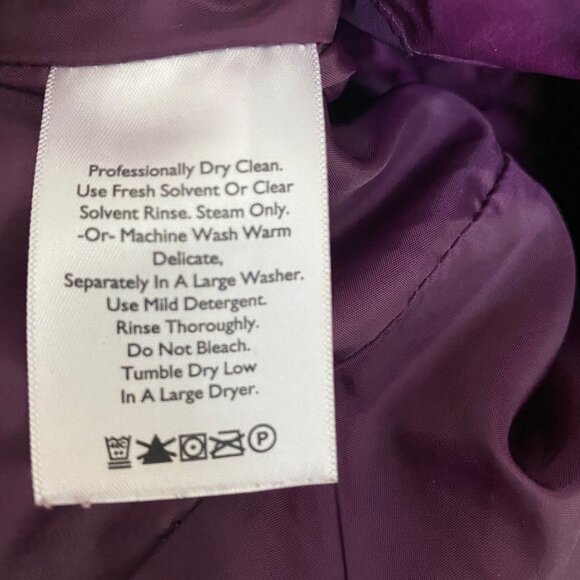 Professionally Dry Clean.
Use Fresh Solvent Or Clear
Solvent Rinse. Steam Only.
-Or- Machine Wash Warm
Delicate,
Separately In A Large Washer.
Use Mild Detergent.
Rinse Thoroughly.
Do Not Bleach.
Tumble Dry Low
In A Large Dryer.
P